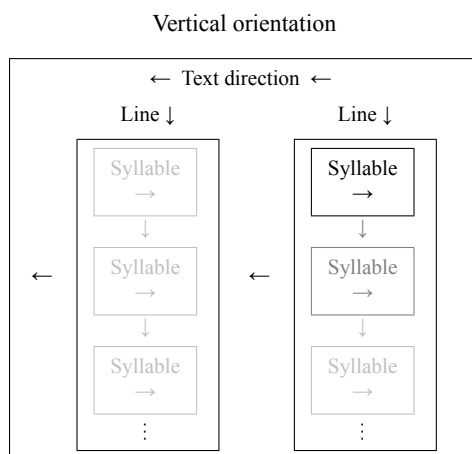 Vertical orientation
← Text direction ←
Line ↓ Line ↓
Syllable Syllable
→ →
↓ ↓
Syllable Syllable
← → ← →
↓ ↓
Syllable Syllable
→ →
⋮ ⋮